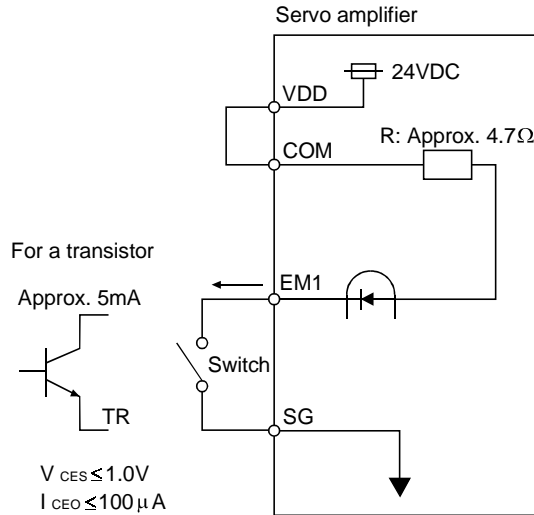 Servo amplifier
24VDC
VDD
R: Approx. 4.7Ω
COM
For a transistor
EM1
Approx. 5mA
Switch
TR
SG
V CES ≤ 1.0V
I CEO ≤ 100 μ A